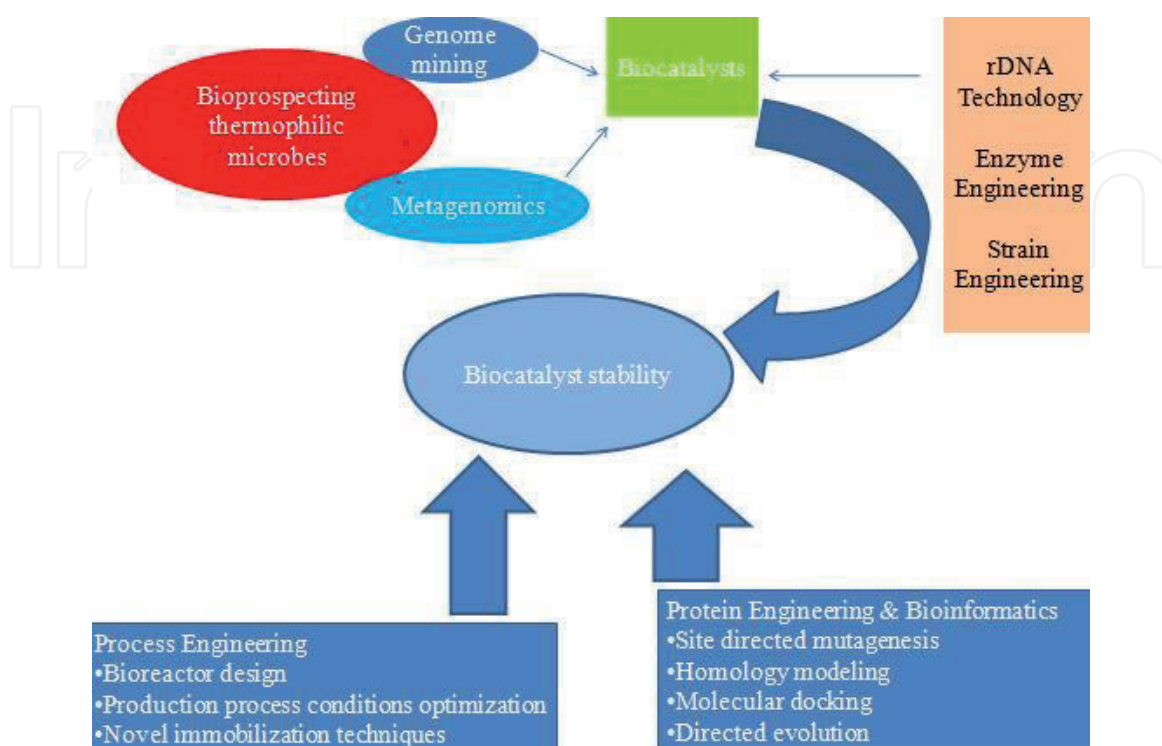 Genome
mining
Biocatalysts
rDNA
Technology
Bioprospecting
thermophilic
microbes
Enzyme
Engineering
Metagenomics
Strain
Engineering
Biocatalyst stability
Process Engineering
•Bioreactor design
•Production process conditions optimization
•Novel immobilization techniques
Protein Engineering & Bioinformatics
•Site directed mutagenesis
•Homology modeling
•Molecular docking
•Directed evolution